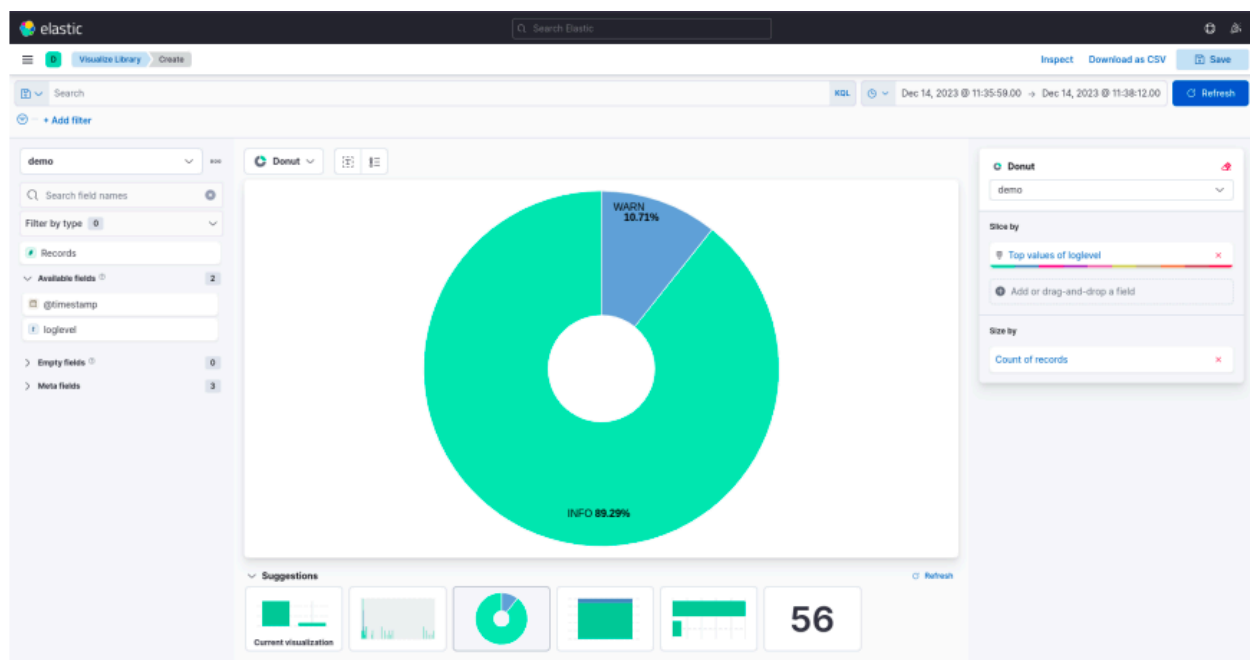 elastic
Search Elastic
D
Visualize Library
Create
Inspect
Download as CSV
Save
Search
KQL
Dec 14, 2023 @ 11:35:59.00 → Dec 14, 2023 @ 11:38:12.00
Refresh
+ Add filter
demo
Search field names
Filter by type 0
Records
Available fields 2
@timestamp
loglevel
Empty fields 0
Meta fields 3
Donut
WARN
10.71%
INFO 89.29%
Suggestions
Refresh
Current visualization
56
Donut
demo
Slice by
Top values of loglevel
Add or drag-and-drop a field
Size by
Count of records